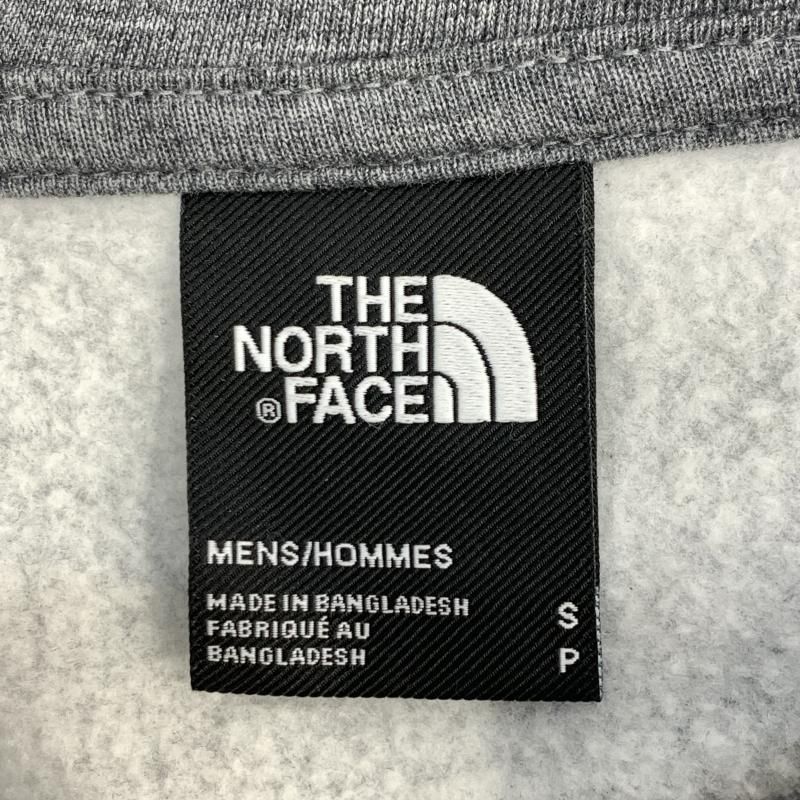 THE
NORTH
® FACE
MENS/HOMMES
MADE IN BANGLADESH
FABRIQUÉ AU
BANGLADESH
S
P